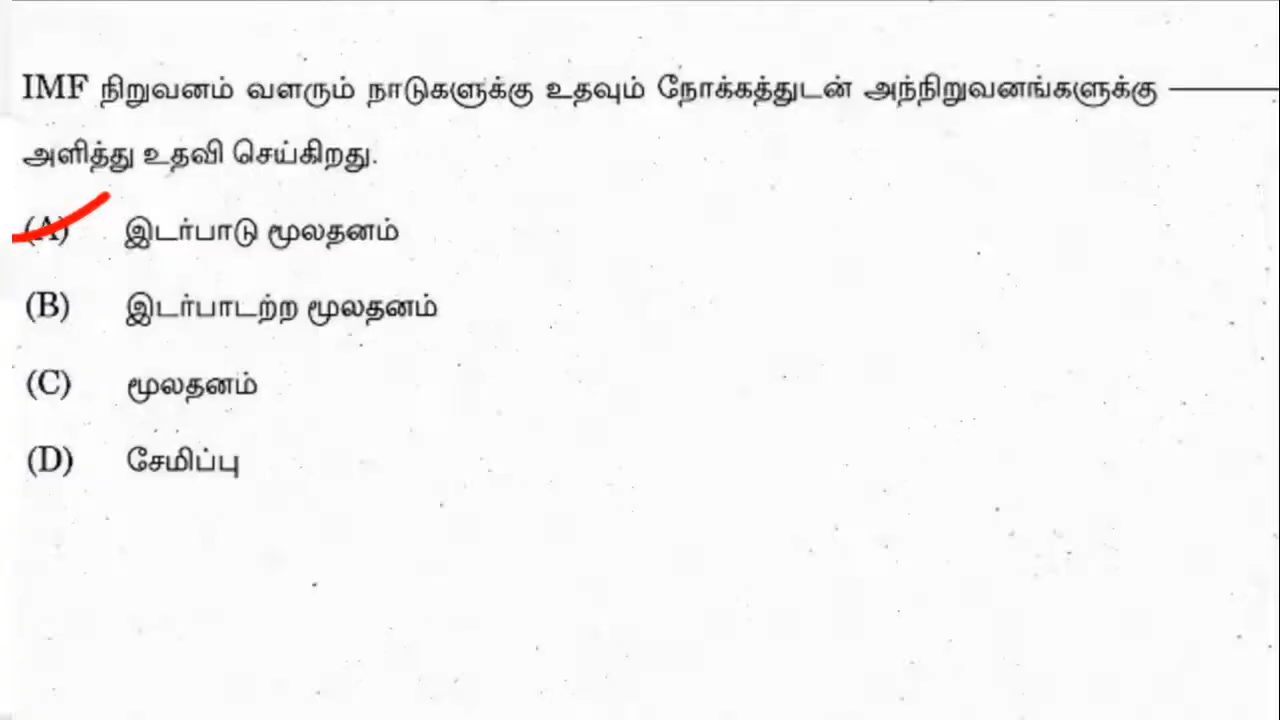 IMF நிறுவனம் வளரும் நாடுகளுக்கு உதவும் நோக்கத்துடன் அந்நிறுவனங்களுக்கு ————
அளித்து உதவி செய்கிறது.
(A) இடர்பாடு மூலதனம்
(B) இடர்பாடற்ற மூலதனம்
(C) மூலதனம்
(D) சேமிப்பு